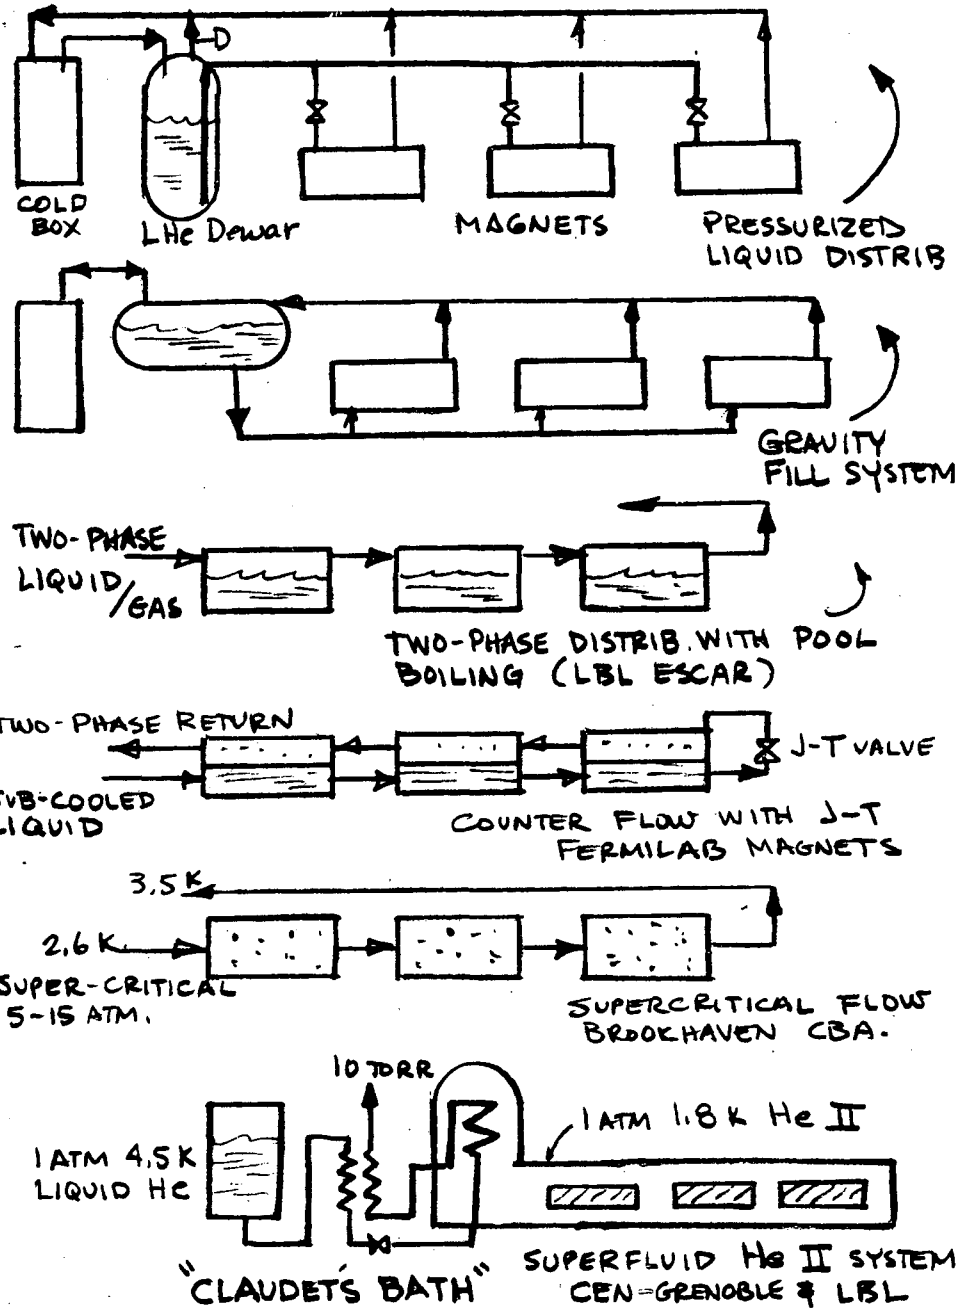 D
COLD
BOX
LHe Dewar
MAGNETS
PRESSURIZED
LIQUID DISTRIB
GRAVITY
FILL SYSTEM
TWO-PHASE
LIQUID/GAS
TWO-PHASE DISTRIB. WITH POOL
BOILING (LBL ESCAR)
TWO-PHASE RETURN
J-T VALVE
SUB-COOLED
LIQUID
COUNTER FLOW WITH J-T
FERMILAB MAGNETS
3.5 K
2.6 K
SUPER-CRITICAL
5-15 ATM.
SUPERCRITICAL FLOW
BROOKHAVEN CBA.
10 TORR
1 ATM 1.8 K He II
1 ATM 4.5 K
LIQUID He
"CLAUDET'S BATH"
SUPERFLUID He II SYSTEM
CEN-GRENOBLE & LBL